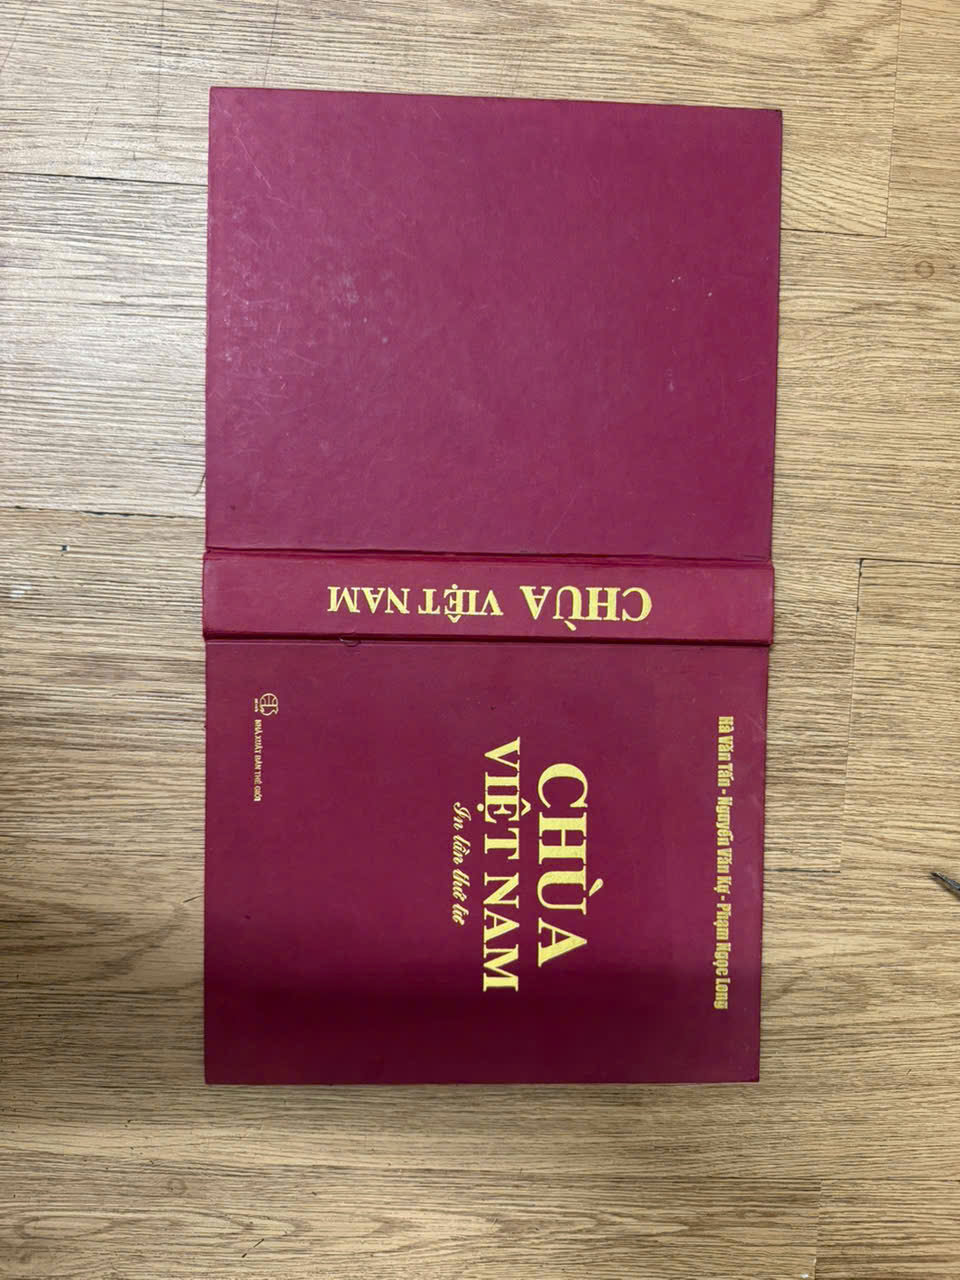 Hà Văn Tấn - Nguyễn Văn Kự - Phạm Ngọc Long
CHÙA
VIỆT NAM
In lần thứ tư
NHÀ XUẤT BẢN THẾ GIỚI
CHÙA VIỆT NAM